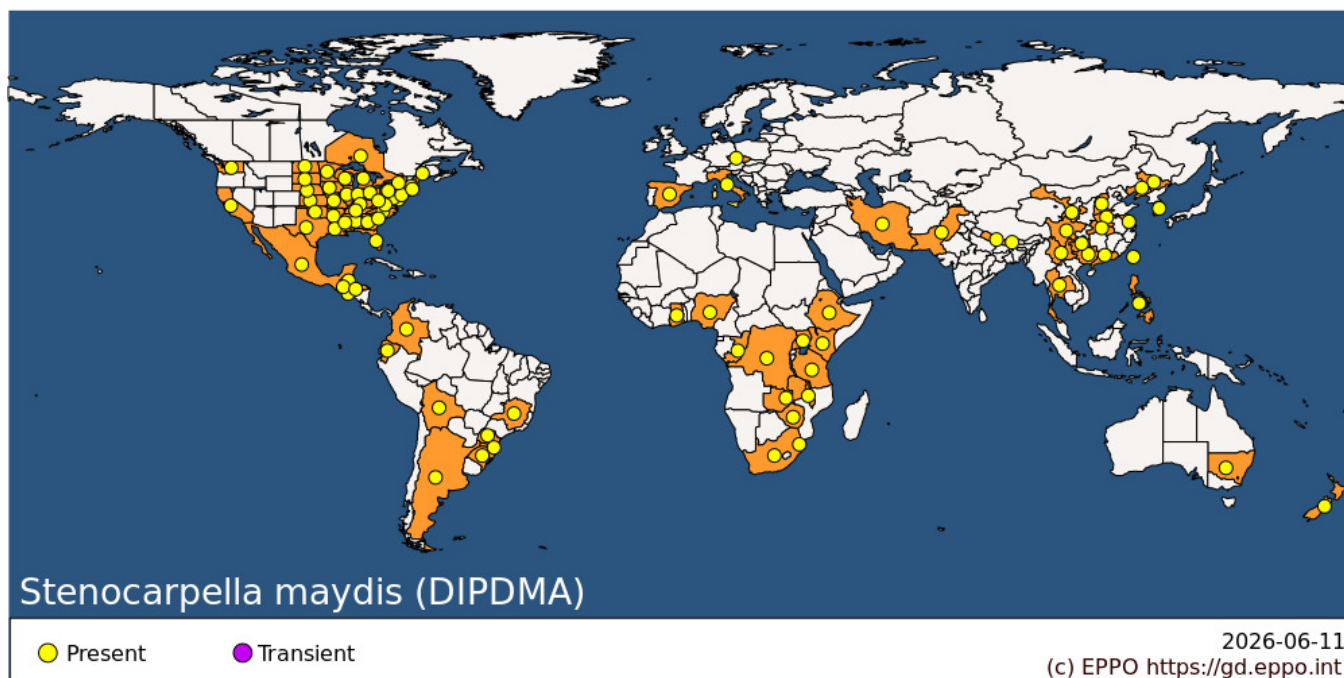 Stenocarpella maydis (DIPDMA)
Present
Transient
2026-06-11
(c) EPPO https://gd.eppo.int